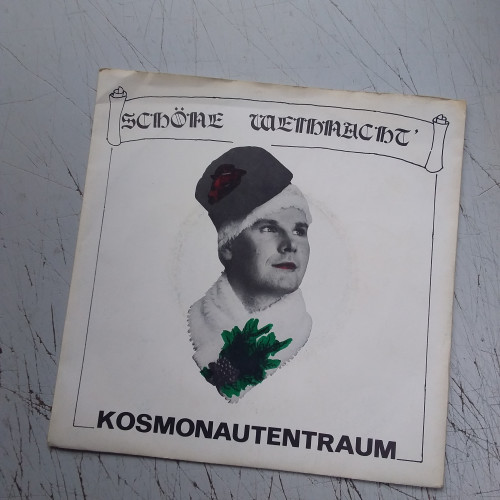 SCHÖNE WEIHNACHT'
KOSMONAUTENTRAUM